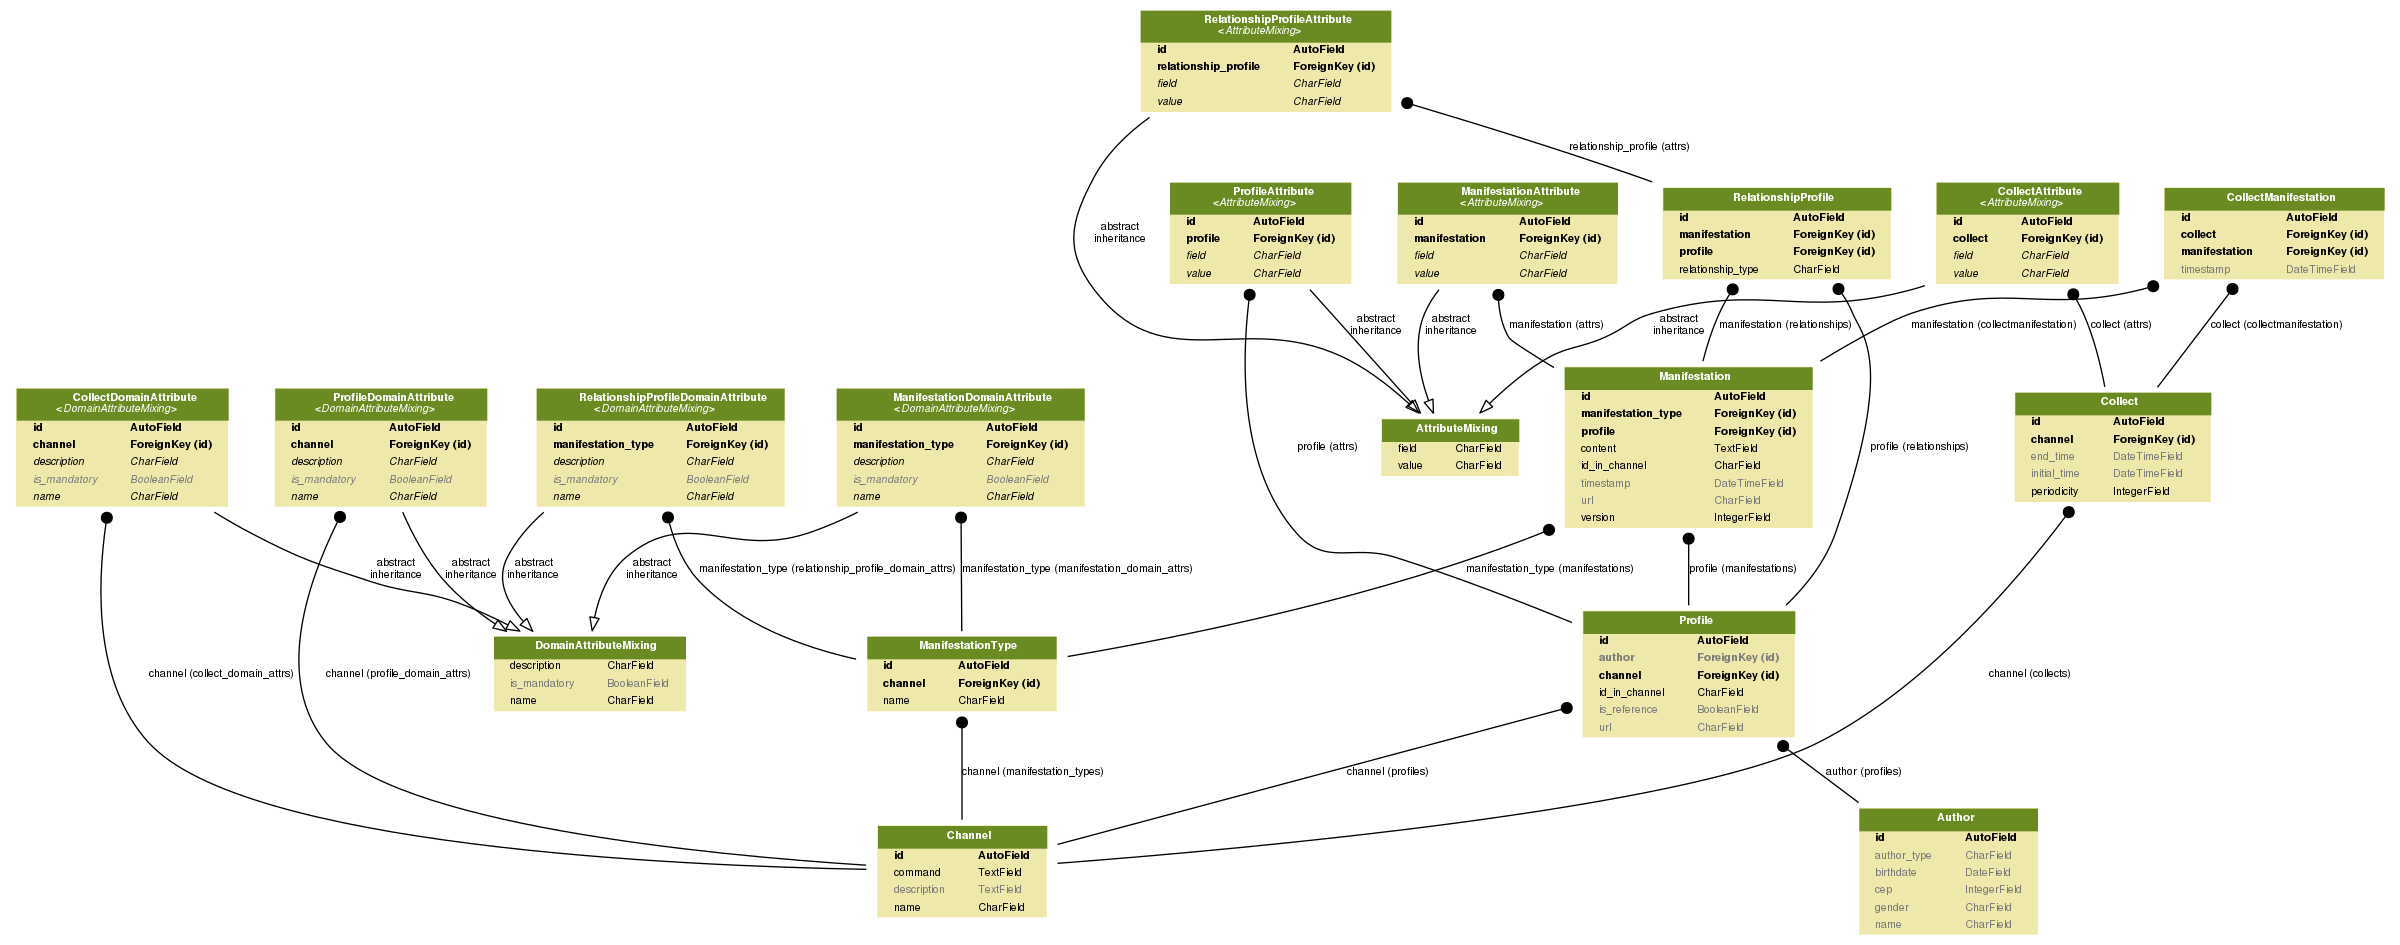 RelationshipProfileAttribute
<AttributeMixing>
id AutoField
relationship_profile ForeignKey (id)
field CharField
value CharField
relationship_profile (attrs)
abstract
inheritance
ProfileAttribute
<AttributeMixing>
id AutoField
profile ForeignKey (id)
field CharField
value CharField
ManifestationAttribute
<AttributeMixing>
id AutoField
manifestation ForeignKey (id)
field CharField
value CharField
RelationshipProfile
id AutoField
manifestation ForeignKey (id)
profile ForeignKey (id)
relationship_type CharField
CollectAttribute
<AttributeMixing>
id AutoField
collect ForeignKey (id)
field CharField
value CharField
CollectManifestation
id AutoField
collect ForeignKey (id)
manifestation ForeignKey (id)
timestamp DateTimeField
abstract
inheritance
abstract
inheritance
manifestation (attrs)
abstract
inheritance
manifestation (relationships)
manifestation (collectmanifestation)
collect (attrs)
collect (collectmanifestation)
CollectDomainAttribute
<DomainAttributeMixing>
id AutoField
channel ForeignKey (id)
description CharField
is_mandatory BooleanField
name CharField
ProfileDomainAttribute
<DomainAttributeMixing>
id AutoField
channel ForeignKey (id)
description CharField
is_mandatory BooleanField
name CharField
RelationshipProfileDomainAttribute
<DomainAttributeMixing>
id AutoField
manifestation_type ForeignKey (id)
description CharField
is_mandatory BooleanField
name CharField
ManifestationDomainAttribute
<DomainAttributeMixing>
id AutoField
manifestation_type ForeignKey (id)
description CharField
is_mandatory BooleanField
name CharField
profile (attrs)
AttributeMixing
field CharField
value CharField
Manifestation
id AutoField
manifestation_type ForeignKey (id)
profile ForeignKey (id)
content TextField
id_in_channel CharField
timestamp DateTimeField
url CharField
version IntegerField
profile (relationships)
Collect
id AutoField
channel ForeignKey (id)
end_time DateTimeField
initial_time DateTimeField
periodicity IntegerField
abstract
inheritance
abstract
inheritance
abstract
inheritance
abstract
inheritance
manifestation_type (relationship_profile_domain_attrs)
manifestation_type (manifestation_domain_attrs)
manifestation_type (manifestations)
profile (manifestations)
channel (collect_domain_attrs)
channel (profile_domain_attrs)
DomainAttributeMixing
description CharField
is_mandatory BooleanField
name CharField
ManifestationType
id AutoField
channel ForeignKey (id)
name CharField
Profile
id AutoField
author ForeignKey (id)
channel ForeignKey (id)
id_in_channel CharField
is_reference BooleanField
url CharField
channel (collects)
channel (manifestation_types)
channel (profiles)
author (profiles)
Channel
id AutoField
command TextField
description TextField
name CharField
Author
id AutoField
author_type CharField
birthdate DateField
cep IntegerField
gender CharField
name CharField